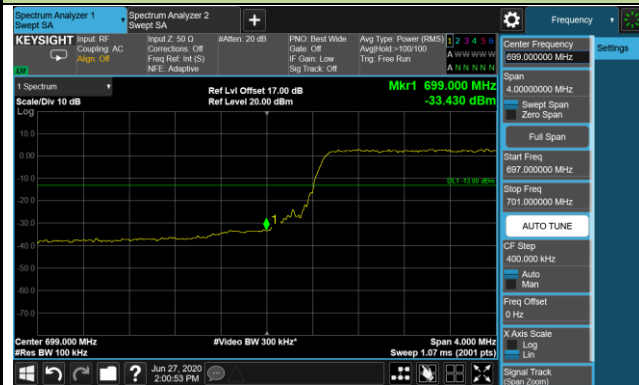 Spectrum Analyzer 1
Swept SA
Spectrum Analyzer 2
Swept SA
Frequency
KEYSIGHT
Input: RF
Coupling: AC
Align: Off
Input Z: 50 Ω
Corrections: Off
Freq Ref: Int (S)
NFE: Adaptive
#Atten: 20 dB
PNO: Best Wide
Gate: Off
IF Gain: Low
Sig Track: Off
Avg Type: Power (RMS)
Avg|Hold:>100/100
Trig: Free Run
1 2 3 4 5 6
A W W W W W
A N N N N N
1 Spectrum
Scale/Div 10 dB
Log
Ref Lvl Offset 17.00 dB
Ref Level 20.00 dBm
Mkr1 699.000 MHz
-33.430 dBm
10.0
0.00
-10.0
-20.0
-30.0
-40.0
-50.0
-60.0
-70.0
DL1 -13.00 dBm
1
Center 699.000 MHz
#Res BW 100 kHz
#Video BW 300 kHz*
Span 4.000 MHz
Sweep 1.07 ms (2001 pts)
Jun 27, 2020
2:00:53 PM
Center Frequency
699.000000 MHz
Settings
Span
4.00000000 MHz
Swept Span
Zero Span
Full Span
Start Freq
697.000000 MHz
Stop Freq
701.000000 MHz
AUTO TUNE
CF Step
400.000 kHz
Auto
Man
Freq Offset
0 Hz
X Axis Scale
Log
Lin
Signal Track
(Span Zoom)